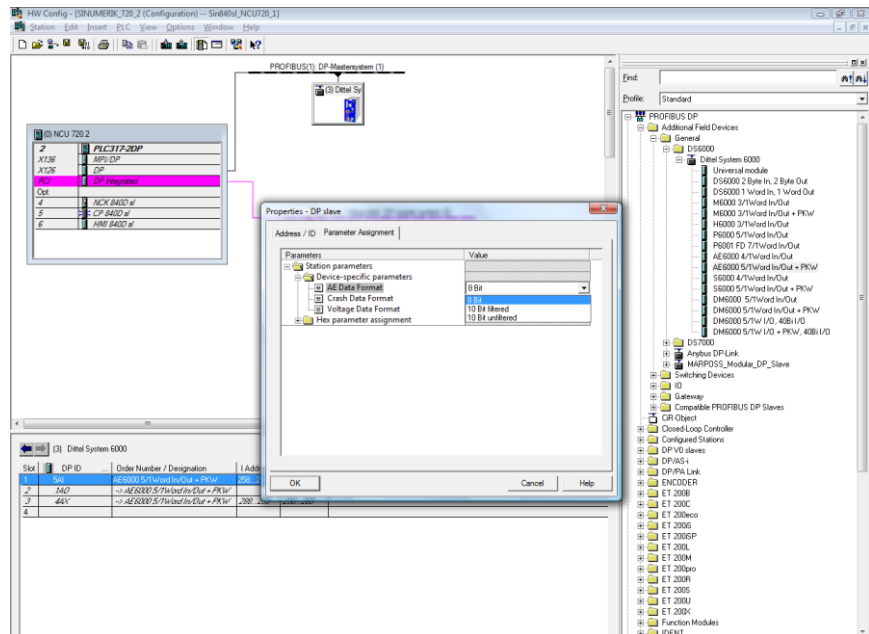 HW Config - [SINUMERIK_720_2 (Configuration) -- Sin840sl_NCU720_1]
Station Edit Insert PLC View Options Window Help
PROFIBUS(1): DP-Mastersystem (1)
(3) Dittel Sy
(0) NCU 720.2
2 PLC317-2DP
X136 MPI/DP
X126 DP
PCI DP integrated
Opt
4 NCK 840D sl
5 CP 840D sl
6 HMI 840D sl
Properties - DP slave
Address / ID Parameter Assignment
Parameters Value
Station parameters
Device-specific parameters
AE Data Format 8 Bit
Crash Data Format 8 Bit
Voltage Data Format 10 Bit filtered
Hex parameter assignment 10 Bit unfiltered
OK Cancel Help
(3) Dittel System 6000
Slot DP ID ... Order Number / Designation I Addr
1 5AI AE6000 5/1Word In/Out + PKW
2 1AO --> AE6000 5/1Word In/Out + PKW
3 4AX --> AE6000 5/1Word In/Out + PKW
4
Find:
Profile: Standard
PROFIBUS DP
Additional Field Devices
General
DS6000
Dittel System 6000
Universal module
DS6000 2 Byte In, 2 Byte Out
DS6000 1 Word In, 1 Word Out
M6000 3/1Word In/Out
M6000 3/1Word In/Out + PKW
H6000 3/1Word In/Out
P6000 5/1Word In/Out
P6001 FD 7/1Word In/Out
AE6000 4/1Word In/Out
AE6000 5/1Word In/Out + PKW
S6000 4/1Word In/Out
S6000 5/1Word In/Out + PKW
DM6000 5/1Word In/Out
DM6000 5/1Word In/Out + PKW
DM6000 5/1W I/O, 40Bi I/O
DM6000 5/1W I/O + PKW, 40Bi I/O
DS7000
Anybus DP-Link
MARPOSS_Modular_DP_Slave
Switching Devices
IO
Gateway
Compatible PROFIBUS DP Slaves
CiR-Object
Closed-Loop Controller
Configured Stations
DP V0 slaves
DP/AS-i
DP/PA Link
ENCODER
ET 200B
ET 200C
ET 200eco
ET 200iS
ET 200iSP
ET 200L
ET 200M
ET 200pro
ET 200R
ET 200S
ET 200U
ET 200X
Function Modules
IDENT